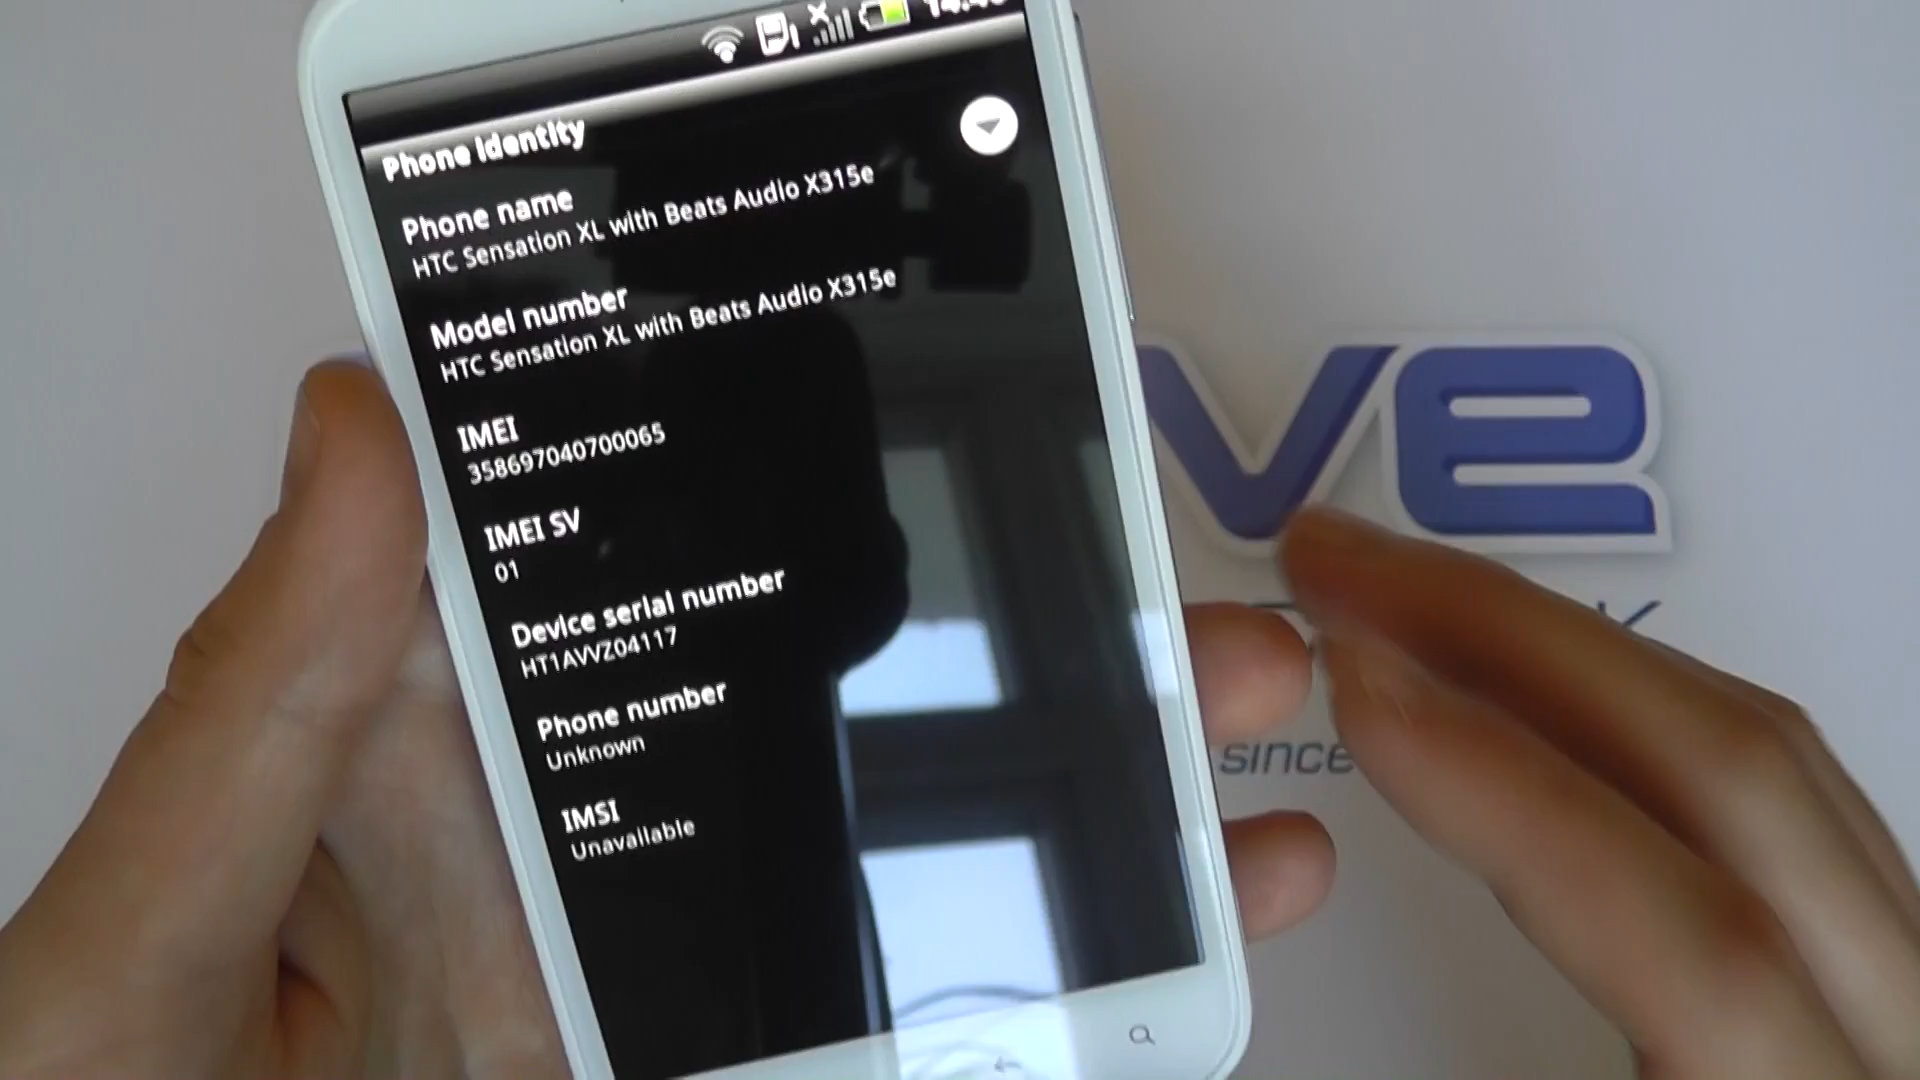 Phone identity
Phone name
HTC Sensation XL with Beats Audio X315e
Model number
HTC Sensation XL with Beats Audio X315e
IMEI
358697040700065
IMEI SV
01
Device serial number
HT1AVVZ04117
Phone number
Unknown
IMSI
Unavailable
ve
since